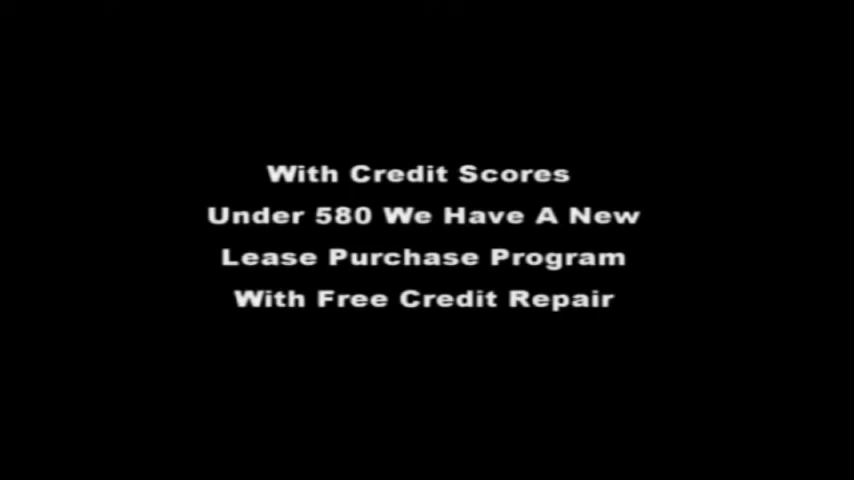 With Credit Scores
Under 580 We Have A New
Lease Purchase Program
With Free Credit Repair